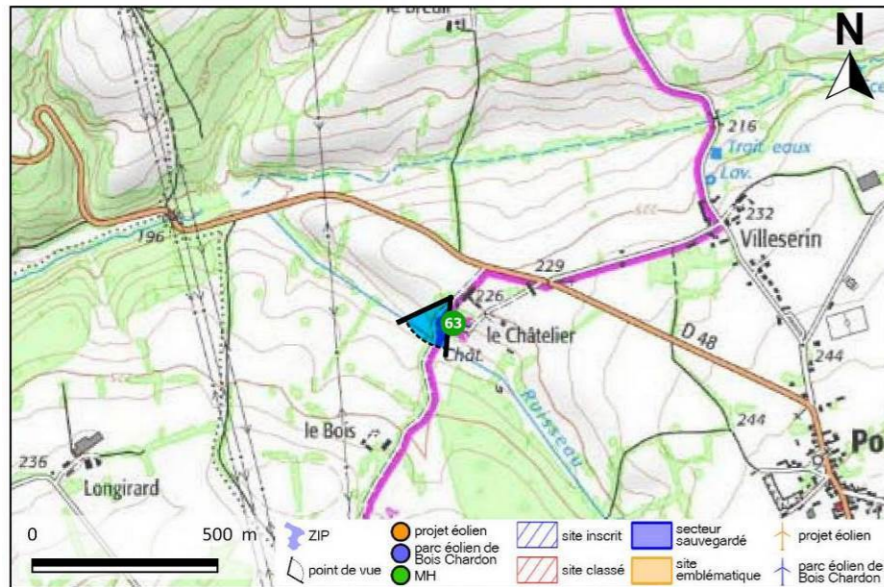 le Breuil
N
216
Trait. eaux
Lav.
232
Villeserin
196
229
226
63
le Châtelier
Chât.
D 48
244
Ruisseau
244
le Bois
236
Longirard
Po
0 500 m
ZIP
point de vue
projet éolien
parc éolien de
Bois Chardon
MH
site inscrit
site classé
secteur
sauvegardé
site
emblématique
projet éolien
parc éolien de
Bois Chardon